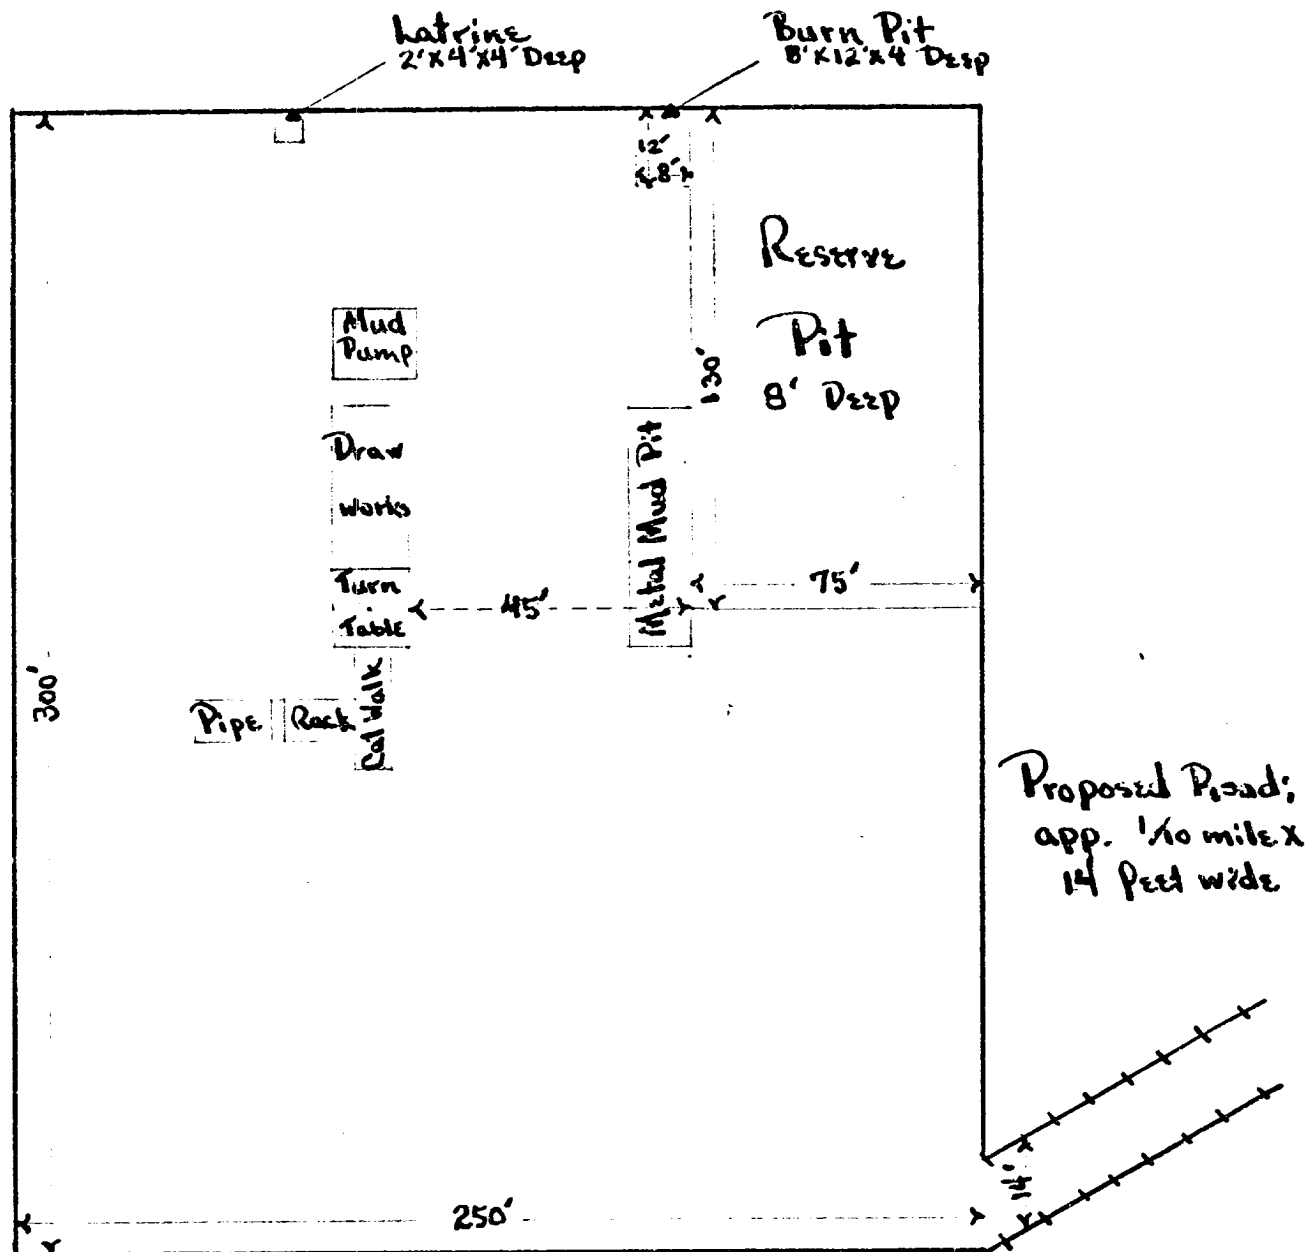 Latrine
2'x4'x4' Deep
Burn Pit
8'x12'x4 Deep
12'
8'
Reserve
Pit
8' Deep
130'
Mud
Pump
Draw
Works
Turn
Table
Metal Mud Pit
45'
75'
300'
Pipe Rack
Cat Walk
Proposed Road;
app. 1/10 mile x
14 feet wide
14'
250'